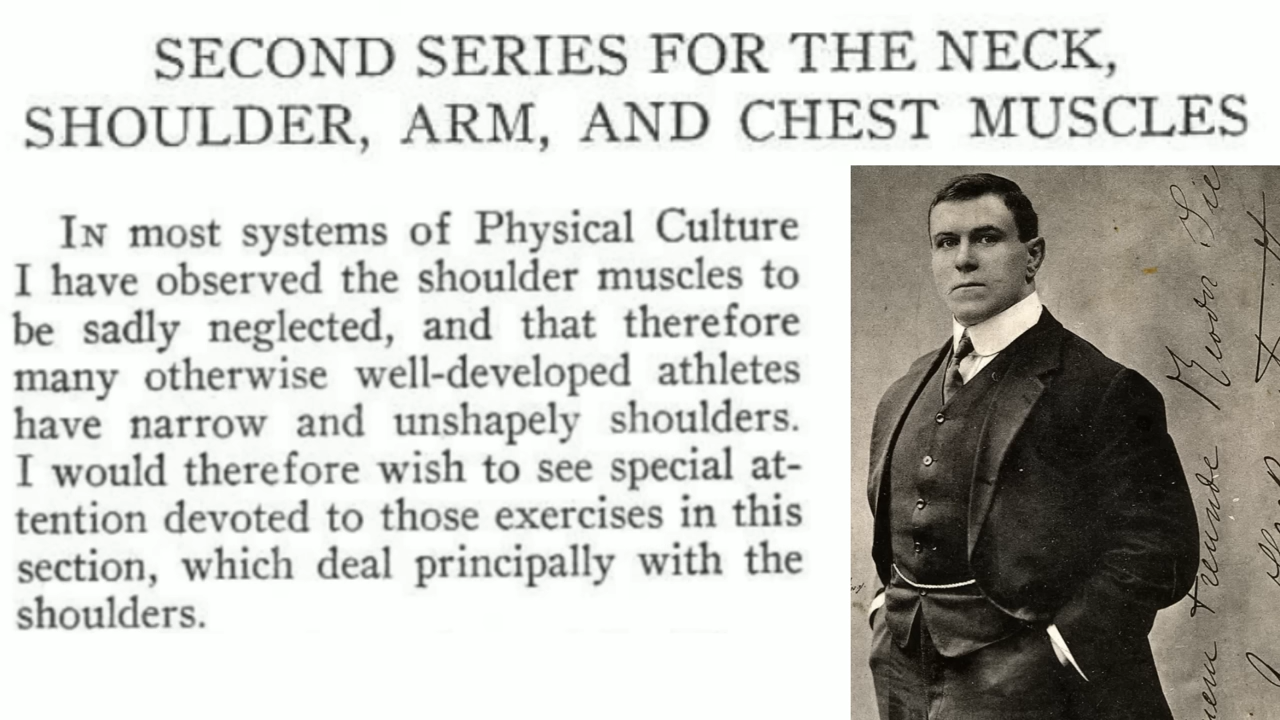 SECOND SERIES FOR THE NECK,
SHOULDER, ARM, AND CHEST MUSCLES
IN most systems of Physical Culture
I have observed the shoulder muscles to
be sadly neglected, and that therefore
many otherwise well-developed athletes
have narrow and unshapely shoulders.
I would therefore wish to see special at-
tention devoted to those exercises in this
section, which deal principally with the
shoulders.
Freunde